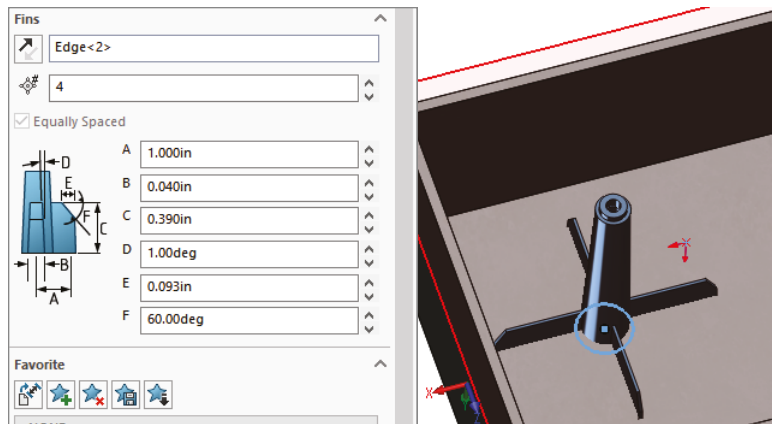 Fins
Edge<2>
#
4
Equally Spaced
A 1.000in
B 0.040in
C 0.390in
D 1.00deg
E 0.093in
F 60.00deg
D
E
F
C
B
A
Favorite
X